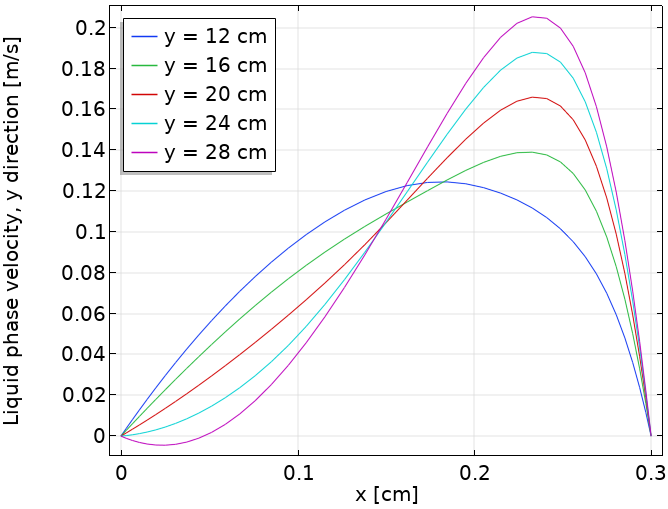 Liquid phase velocity, y direction [m/s]
0.2
0.18
0.16
0.14
0.12
0.1
0.08
0.06
0.04
0.02
0
y = 12 cm
y = 16 cm
y = 20 cm
y = 24 cm
y = 28 cm
0 0.1 0.2 0.3
x [cm]